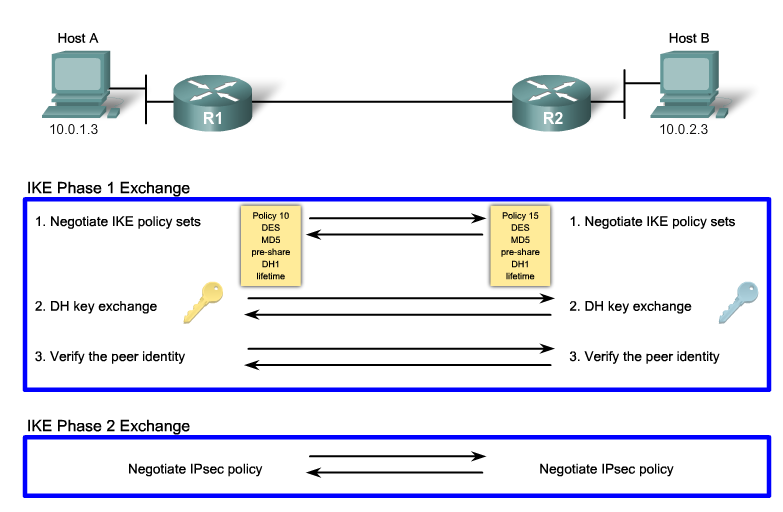 Host A
Host B
R1
R2
10.0.1.3
10.0.2.3
IKE Phase 1 Exchange
1. Negotiate IKE policy sets
Policy 10
DES
MD5
pre-share
DH1
lifetime
Policy 15
DES
MD5
pre-share
DH1
lifetime
1. Negotiate IKE policy sets
2. DH key exchange
2. DH key exchange
3. Verify the peer identity
3. Verify the peer identity
IKE Phase 2 Exchange
Negotiate IPsec policy
Negotiate IPsec policy